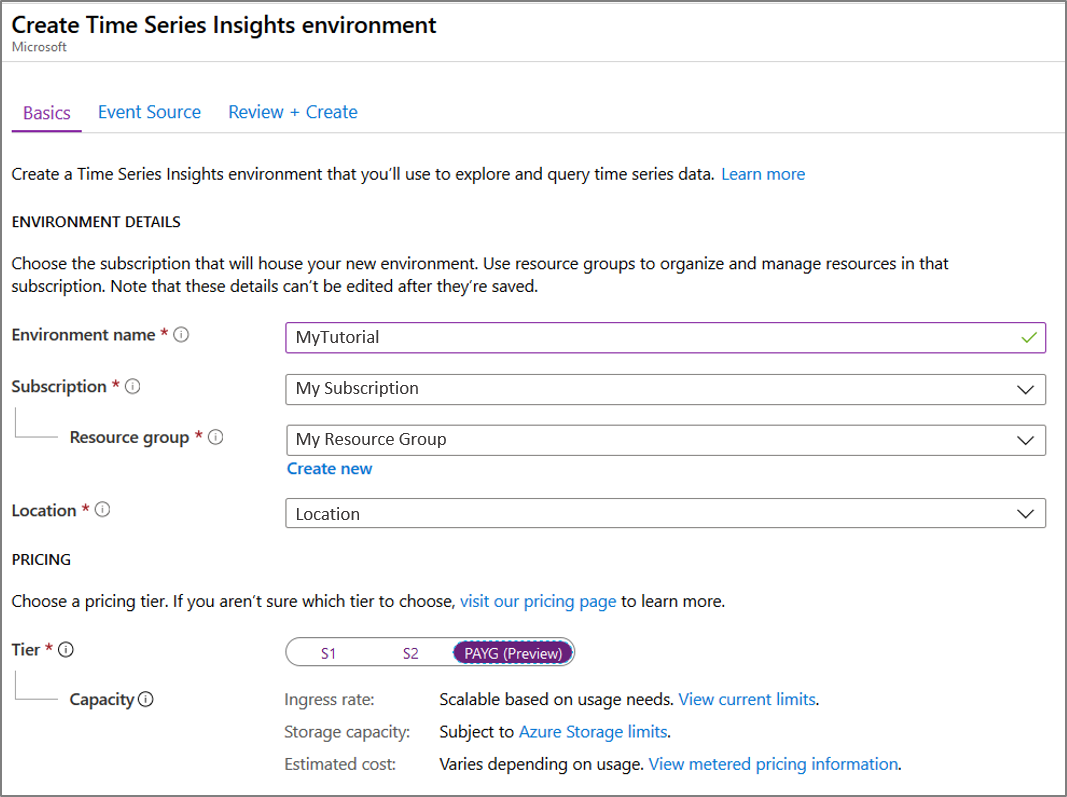 Create Time Series Insights environment
Microsoft
Basics Event Source Review + Create
Create a Time Series Insights environment that you’ll use to explore and query time series data. Learn more
ENVIRONMENT DETAILS
Choose the subscription that will house your new environment. Use resource groups to organize and manage resources in that
subscription. Note that these details can’t be edited after they’re saved.
Environment name * MyTutorial
Subscription * My Subscription
Resource group * My Resource Group
Create new
Location * Location
PRICING
Choose a pricing tier. If you aren’t sure which tier to choose, visit our pricing page to learn more.
Tier * S1 S2 PAYG (Preview)
Capacity Ingress rate: Scalable based on usage needs. View current limits.
Storage capacity: Subject to Azure Storage limits.
Estimated cost: Varies depending on usage. View metered pricing information.